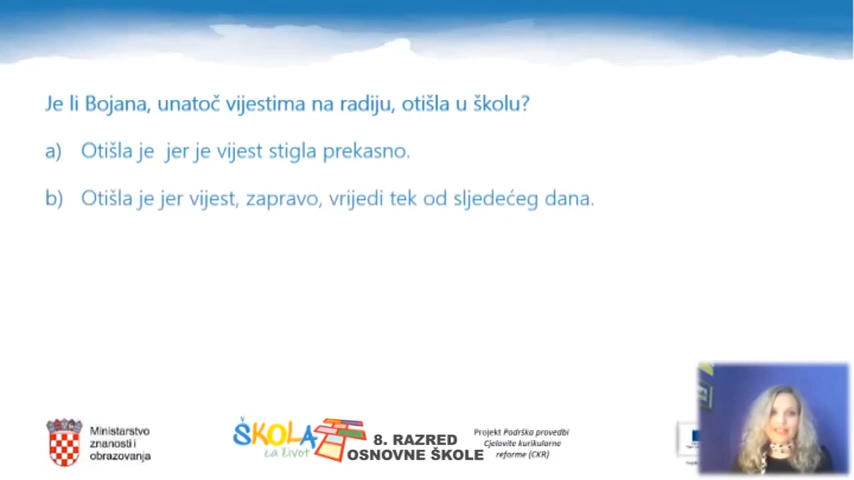 Je li Bojana, unatoč vijestima na radiju, otišla u školu?
a) Otišla je jer je vijest stigla prekasno.
b) Otišla je jer vijest, zapravo, vrijedi tek od sljedećeg dana.
Ministarstvo
znanosti i
obrazovanja
ŠKOLA
za život
8. RAZRED
OSNOVNE ŠKOLE
Projekt Podrška provedbi
Cjelovite kurikularne
reforme (CKR)